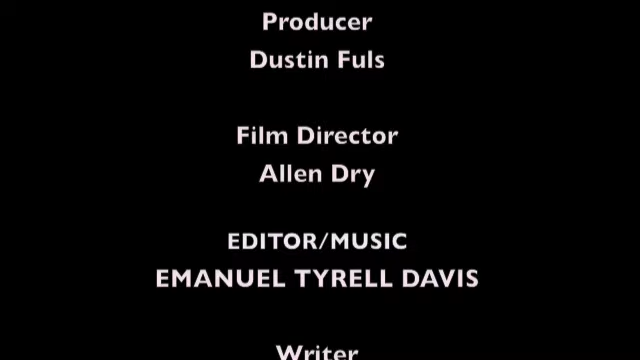 Producer
Dustin Fuls
Film Director
Allen Dry
EDITOR/MUSIC
EMANUEL TYRELL DAVIS
Writer